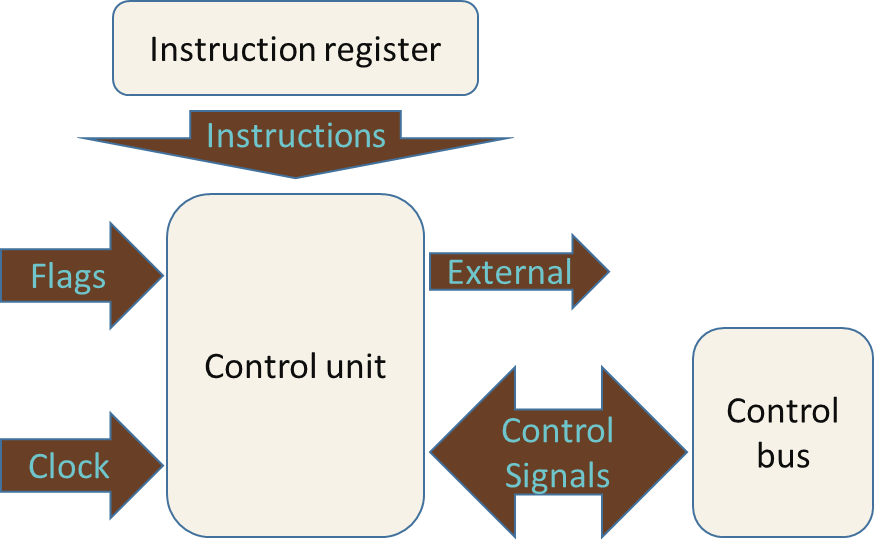 Instruction register
Instructions
Flags
External
Control unit
Clock
Control
Signals
Control
bus